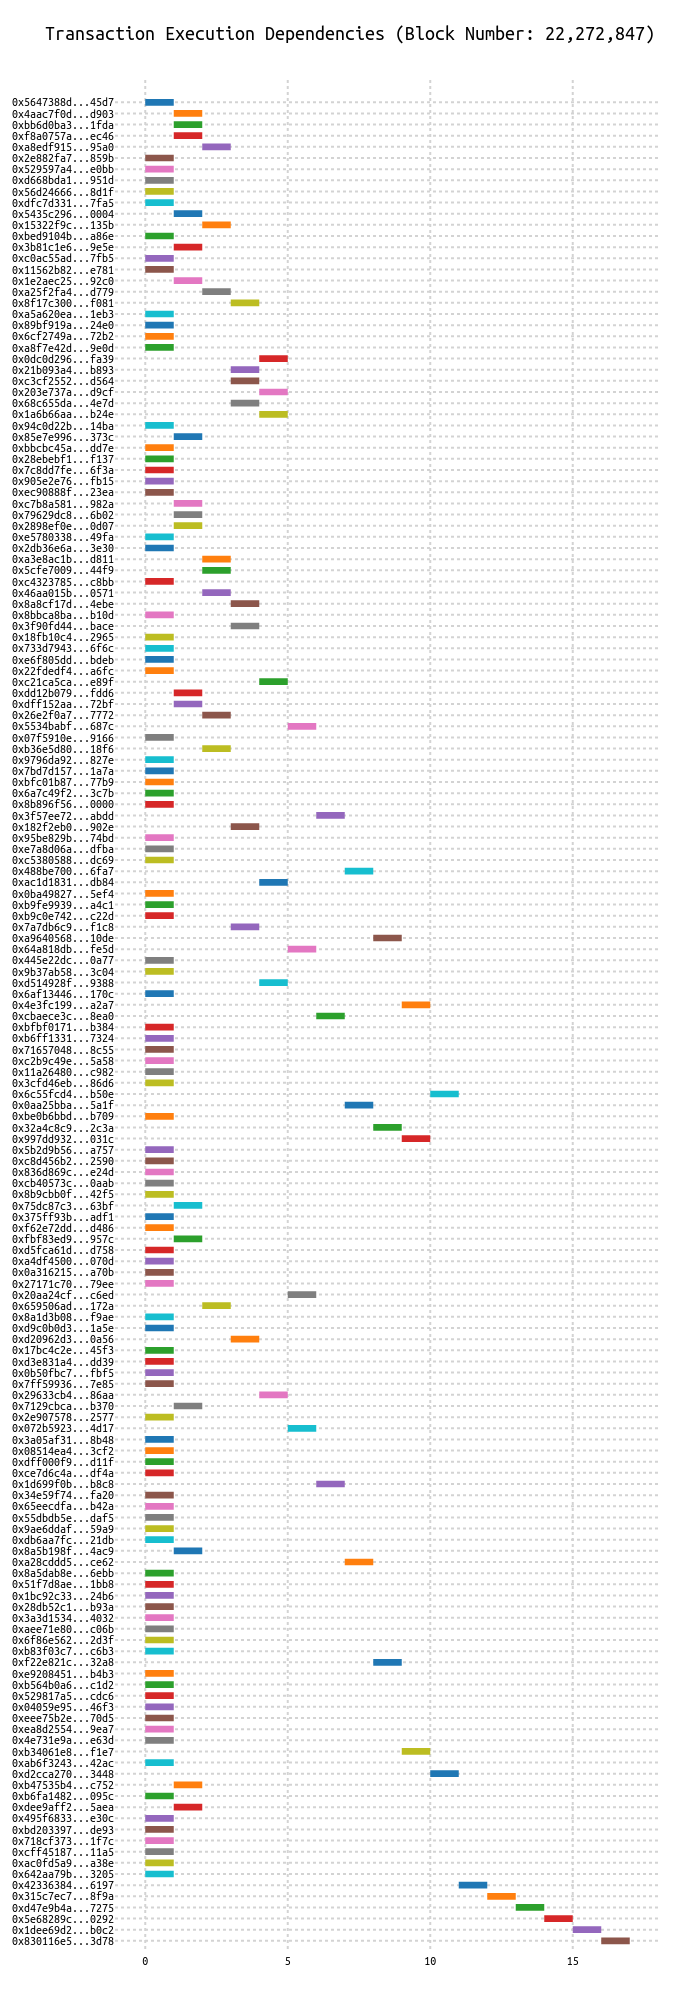 Transaction Execution Dependencies (Block Number: 22,272,847)
0x5647388d...45d7
0x4aac7f0d...d903
0xbb6d0ba3...1fda
0xf8a0757a...ec46
0xa8edf915...95a0
0x2e882fa7...859b
0x529597a4...e0bb
0xd668bda1...951d
0x56d24666...8d1f
0xdfc7d331...7fa5
0x5435c296...0004
0x15322f9c...135b
0xbed9104b...a86e
0x3b81c1e6...9e5e
0xc0ac55ad...7fb5
0x11562b82...e781
0x1e2aec25...92c0
0xa25f2fa4...d779
0x8f17c300...f081
0xa5a620ea...1eb3
0x89bf919a...24e0
0x6cf2749a...72b2
0xa8f7e42d...9e0d
0x0dc0d296...fa39
0x21b093a4...b893
0xc3cf2552...d564
0x203e737a...d9cf
0x68c655da...4e7d
0x1a6b66aa...b24e
0x94c0d22b...14ba
0x85e7e996...373c
0xbbcbc45a...dd7e
0x28ebebf1...f137
0x7c8dd7fe...6f3a
0x905e2e76...fb15
0xec90888f...23ea
0xc7b8a581...982a
0x79629dc8...6b02
0x2898ef0e...0d07
0xe5780338...49fa
0x2db36e6a...3e30
0xa3e8ac1b...d811
0x5cfe7009...44f9
0xc4323785...c8bb
0x46aa015b...0571
0x8a8cf17d...4ebe
0x8bbca8ba...b10d
0x3f90fd44...bace
0x18fb10c4...2965
0x733d7943...6f6c
0xe6f805dd...bdeb
0x22fdedf4...a6fc
0xc21ca5ca...e89f
0xdd12b079...fdd6
0xdff152aa...72bf
0x26e2f0a7...7772
0x5534babf...687c
0x07f5910e...9166
0xb36e5d80...18f6
0x9796da92...827e
0x7bd7d157...1a7a
0xbfc01b87...77b9
0x6a7c49f2...3c7b
0x8b896f56...0000
0x3f57ee72...abdd
0x182f2eb0...902e
0x95be829b...74bd
0xe7a8d06a...dfba
0xc5380588...dc69
0x488be700...6fa7
0xac1d1831...db84
0x0ba49827...5ef4
0xb9fe9939...a4c1
0xb9c0e742...c22d
0x7a7db6c9...f1c8
0xa9640568...10de
0x64a818db...fe5d
0x445e22dc...0a77
0x9b37ab58...3c04
0xd514928f...9388
0x6af13446...170c
0x4e3fc199...a2a7
0xcbaece3c...8ea0
0xbfbf0171...b384
0xb6ff1331...7324
0x71657048...8c55
0xc2b9c49e...5a58
0x11a26480...c982
0x3cfd46eb...86d6
0x6c55fcd4...b50e
0x0aa25bba...5a1f
0xbe0b6bbd...b709
0x32a4c8c9...2c3a
0x997dd932...031c
0x5b2d9b56...a757
0xc8d456b2...2590
0x836d869c...e24d
0xcb40573c...0aab
0x8b9cbb0f...42f5
0x75dc87c3...63bf
0x375ff93b...adf1
0xf62e72dd...d486
0xfbf83ed9...957c
0xd5fca61d...d758
0xa4df4500...070d
0x0a316215...a70b
0x27171c70...79ee
0x20aa24cf...c6ed
0x659506ad...172a
0x8a1d3b08...f9ae
0xd9c0b0d3...1a5e
0xd20962d3...0a56
0x17bc4c2e...45f3
0xd3e831a4...dd39
0x0b50fbc7...fbf5
0x7ff59936...7e85
0x29633cb4...86aa
0x7129cbca...b370
0x2e907578...2577
0x072b5923...4d17
0x3a05af31...8b48
0x08514ea4...3cf2
0xdff000f9...d11f
0xce7d6c4a...df4a
0x1d699f0b...b8c8
0x34e59f74...fa20
0x65eecdfa...b42a
0x55dbdb5e...daf5
0x9ae6ddaf...59a9
0xdb6aa7fc...21db
0x8a5b198f...4ac9
0xa28cddd5...ce62
0x8a5dab8e...6ebb
0x51f7d8ae...1bb8
0x1bc92c33...24b6
0x28db52c1...b93a
0x3a3d1534...4032
0xaee71e80...c06b
0x6f86e562...2d3f
0xb83f03c7...c6b3
0xf22e821c...32a8
0xe9208451...b4b3
0xb564b0a6...c1d2
0x529817a5...cdc6
0x04059e95...46f3
0xeee75b2e...70d5
0xea8d2554...9ea7
0x4e731e9a...e63d
0xb34061e8...f1e7
0xab6f3243...42ac
0xd2cca270...3448
0xb47535b4...c752
0xb6fa1482...095c
0xdee9aff2...5aea
0x495f6833...e30c
0xbd203397...de93
0x718cf373...1f7c
0xcff45187...11a5
0xac0fd5a9...a38e
0x642aa79b...3205
0x42336384...6197
0x315c7ec7...8f9a
0xd47e9b4a...7275
0x5e68289c...0292
0x1dee69d2...b0c2
0x830116e5...3d78
0 5 10 15